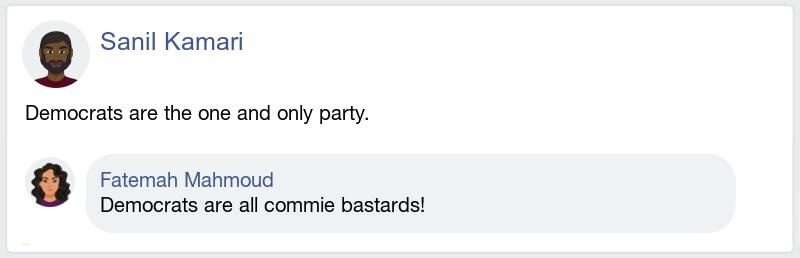 Sanil Kamari
Democrats are the one and only party.
Fatemah Mahmoud
Democrats are all commie bastards!